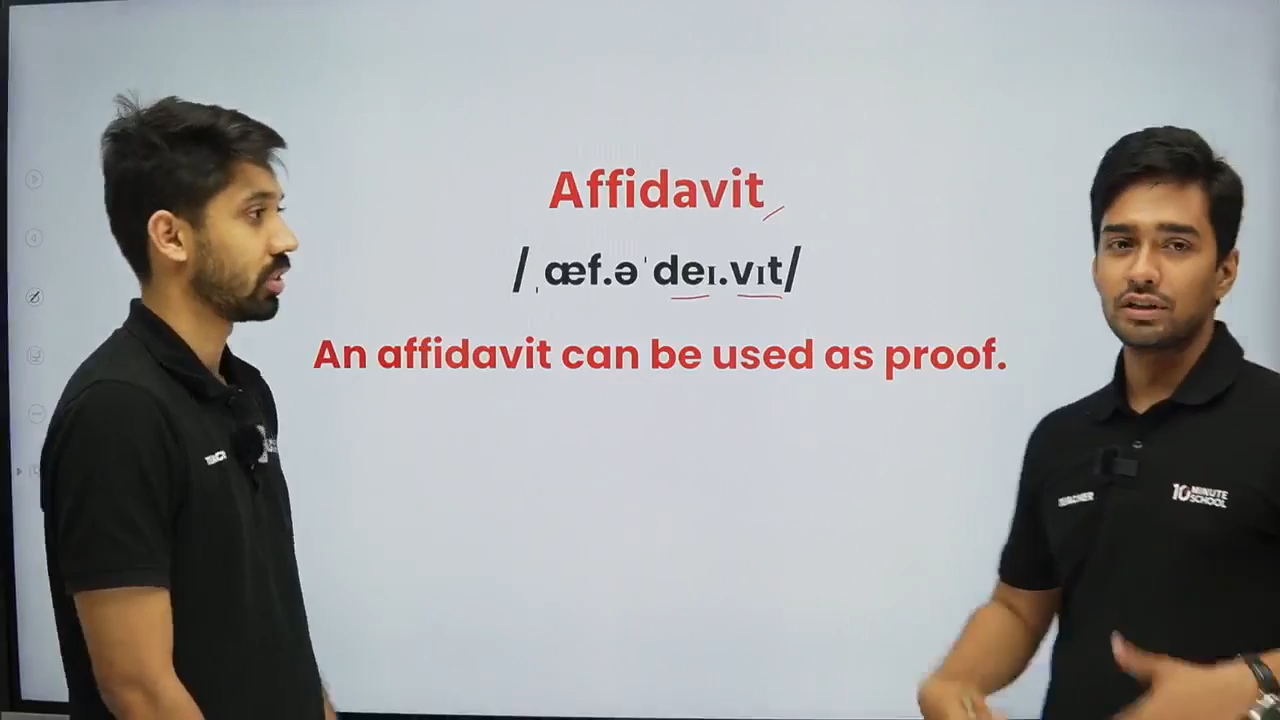 Affidavit
/ˌæf.əˈdeɪ.vɪt/
An affidavit can be used as proof.
TEACHER
10 MINUTE
SCHOOL